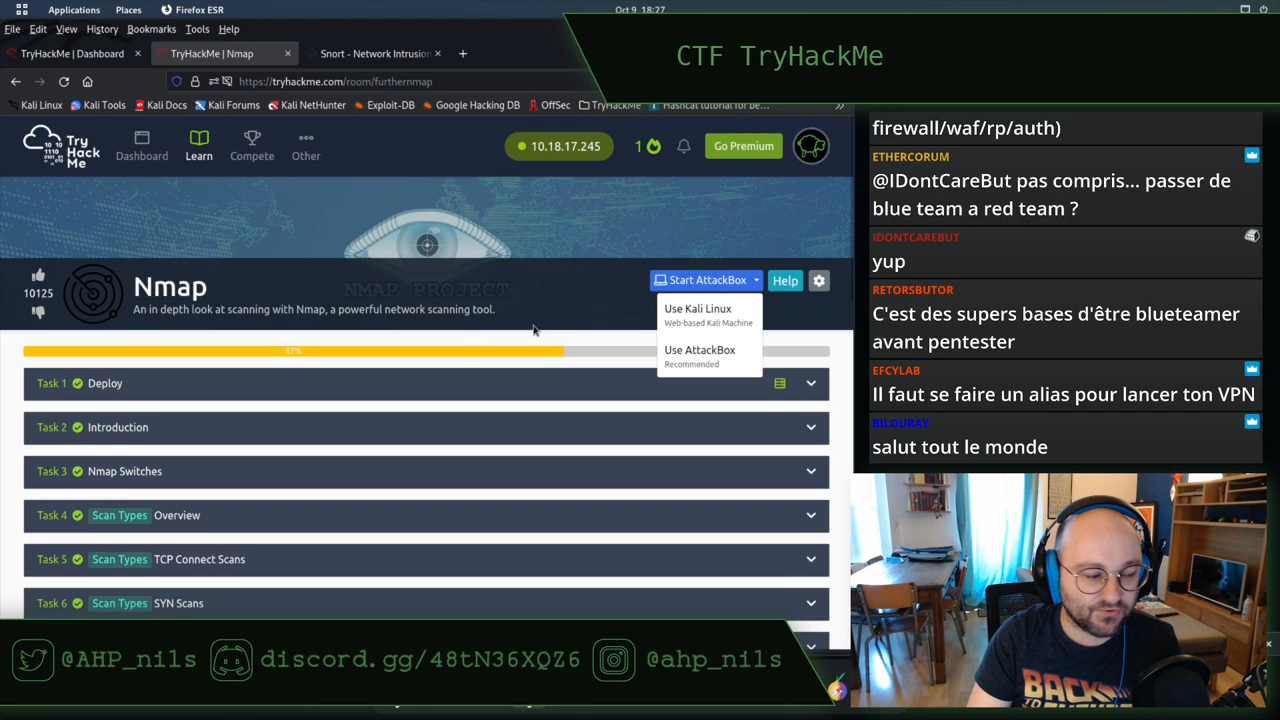 Applications Places Firefox ESR
Oct 9 18:27
File Edit View History Bookmarks Tools Help
TryHackMe | Dashboard
TryHackMe | Nmap
Snort - Network Intrusion
https://tryhackme.com/room/furthernmap
Kali Linux Kali Tools Kali Docs Kali Forums Kali NetHunter Exploit-DB Google Hacking DB OffSec TryHackMe Hashcat tutorial for be…
CTF TryHackMe
Try
Hack
Me
Dashboard Learn Compete Other
10.18.17.245
1
Go Premium
10125
Nmap
NMAP PROJECT
An in depth look at scanning with Nmap, a powerful network scanning tool.
Start AttackBox Help
Use Kali Linux
Web-based Kali Machine
Use AttackBox
Recommended
67%
Task 1 Deploy
Task 2 Introduction
Task 3 Nmap Switches
Task 4 Scan Types Overview
Task 5 Scan Types TCP Connect Scans
Task 6 Scan Types SYN Scans
firewall/waf/rp/auth)
ETHERCORUM
@IDontCareBut pas compris... passer de
blue team a red team ?
IDONTCAREBUT
yup
RETORSBUTOR
C'est des supers bases d'être blueteamer
avant pentester
EFCYLAB
Il faut se faire un alias pour lancer ton VPN
BILOURAY
salut tout le monde
@AHP_nils discord.gg/48tN36XQZ6 @ahp_nils
BACK